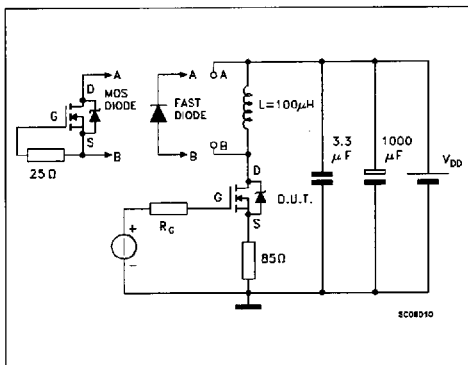 D
MOS DIODE
G
S
25Ω
A
B
FAST DIODE
A
B
A
B
L=100μH
D
G
S
D.U.T.
R_G
+
85Ω
3.3 μF
1000 μF
V_DD
SC08010